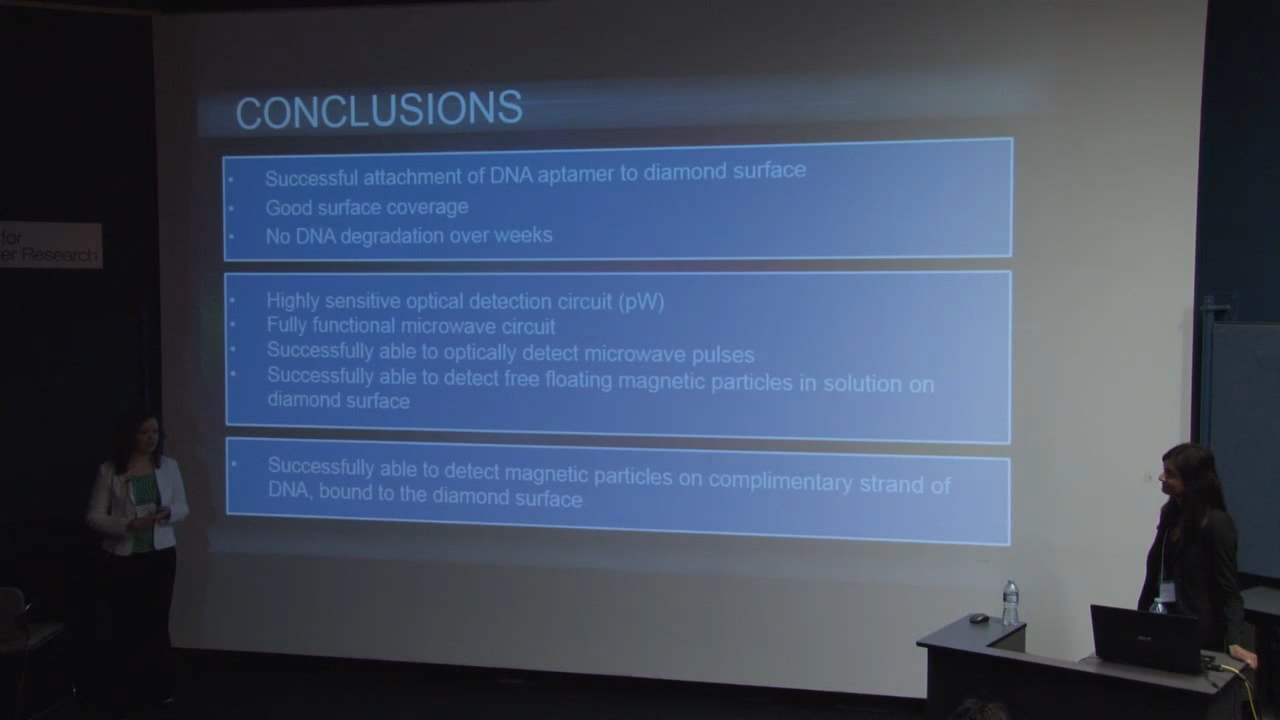 CONCLUSIONS
• Successful attachment of DNA aptamer to diamond surface
• Good surface coverage
• No DNA degradation over weeks
• Highly sensitive optical detection circuit (pW)
• Fully functional microwave circuit
• Successfully able to optically detect microwave pulses
• Successfully able to detect free floating magnetic particles in solution on
diamond surface
• Successfully able to detect magnetic particles on complimentary strand of
DNA, bound to the diamond surface
for
er Research